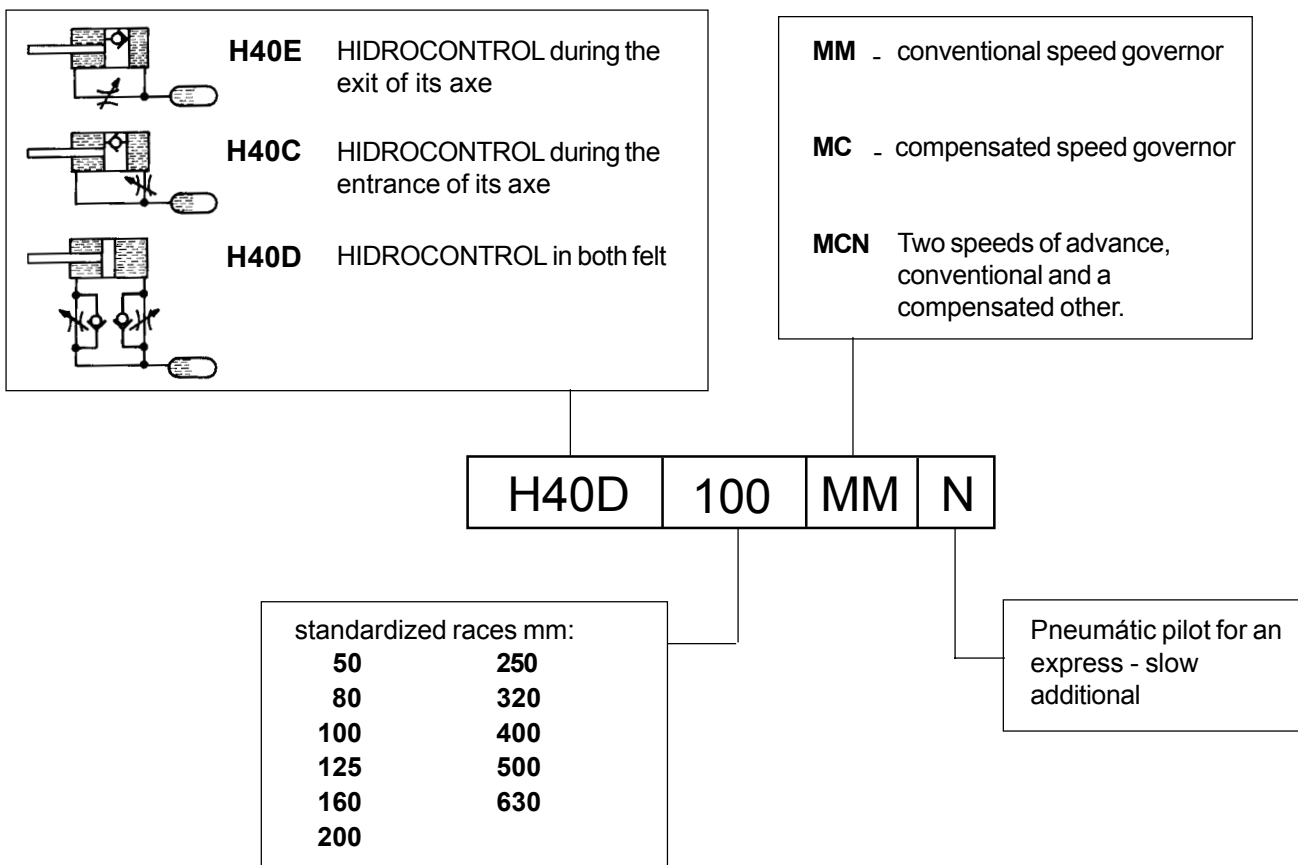 H40E HIDROCONTROL during the
exit of its axe
H40C HIDROCONTROL during the
entrance of its axe
H40D HIDROCONTROL in both felt
MM - conventional speed governor
MC - compensated speed governor
MCN Two speeds of advance,
conventional and a
compensated other.
H40D 100 MM N
standardized races mm:
50 250
80 320
100 400
125 500
160 630
200
Pneumátic pilot for an
express - slow
additional